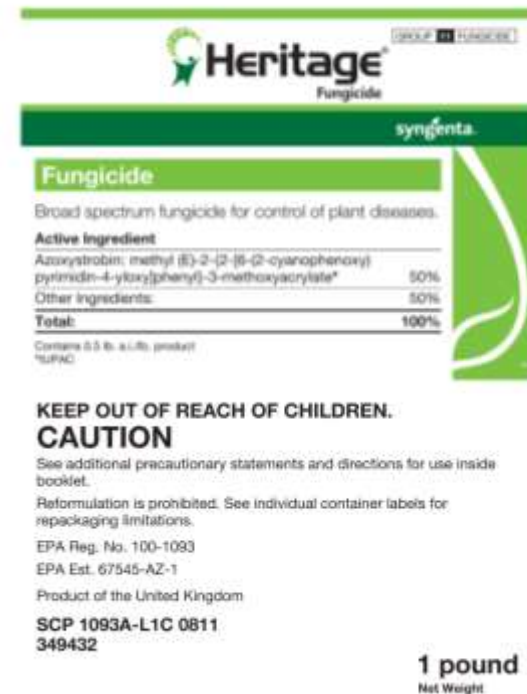 GROUP 11 FUNGICIDE
Heritage®
Fungicide
syngenta.
Fungicide
Broad spectrum fungicide for control of plant diseases.
Active Ingredient
Azoxystrobin: methyl (E)-2-{2-[6-(2-cyanophenoxy)
pyrimidin-4-yloxy]phenyl}-3-methoxyacrylate* 50%
Other Ingredients: 50%
Total: 100%
Contains 0.5 lb. a.i./lb. product
*IUPAC
KEEP OUT OF REACH OF CHILDREN.
CAUTION
See additional precautionary statements and directions for use inside
booklet.
Reformulation is prohibited. See individual container labels for
repackaging limitations.
EPA Reg. No. 100-1093
EPA Est. 67545-AZ-1
Product of the United Kingdom
SCP 1093A-L1C 0811
349432
1 pound
Net Weight